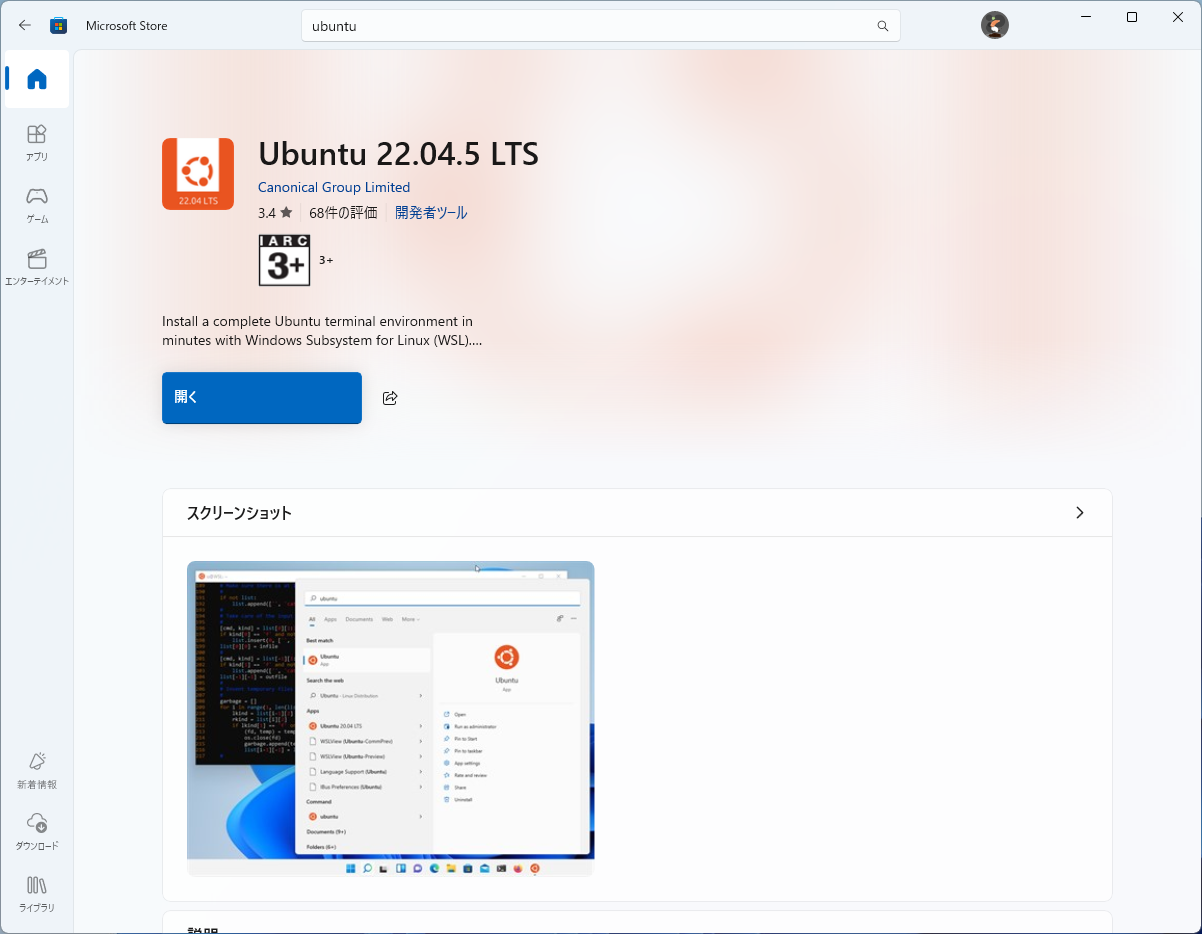 Microsoft Store
ubuntu
アプリ
ゲーム
エンターテイメント
新着情報
ダウンロード
ライブラリ
22.04 LTS
Ubuntu 22.04.5 LTS
Canonical Group Limited
3.4 ★ 68件の評価 開発者ツール
IARC
3+
3+
Install a complete Ubuntu terminal environment in
minutes with Windows Subsystem for Linux (WSL)....
開く
スクリーンショット
ubuntu
All Apps Documents Web More
Best match
Ubuntu
App
Search the web
Ubuntu - Linux Distribution
Apps
Ubuntu 20.04 LTS
WSLView (Ubuntu-CommPrev)
WSLView (Ubuntu-Preview)
Language Support (Ubuntu)
IBus Preferences (Ubuntu)
Command
ubuntu
Documents (9+)
Folders (6+)
Ubuntu
App
Open
Run as administrator
Pin to Start
Pin to taskbar
App settings
Rate and review
Share
Uninstall
説明